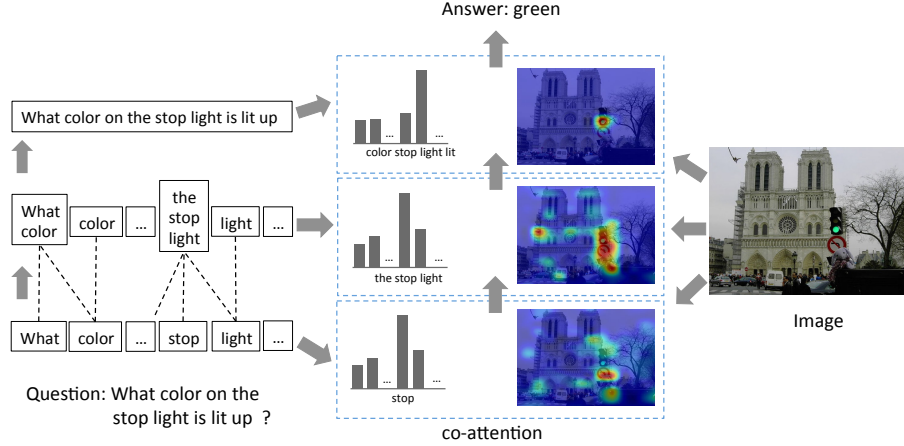 Answer: green
What color on the stop light is lit up
... ...
color stop light lit
What
color
color
...
the
stop
light
light
...
... ...
the stop light
What
color
...
stop
light
...
... ...
stop
Image
Question: What color on the
stop light is lit up ?
co-attention